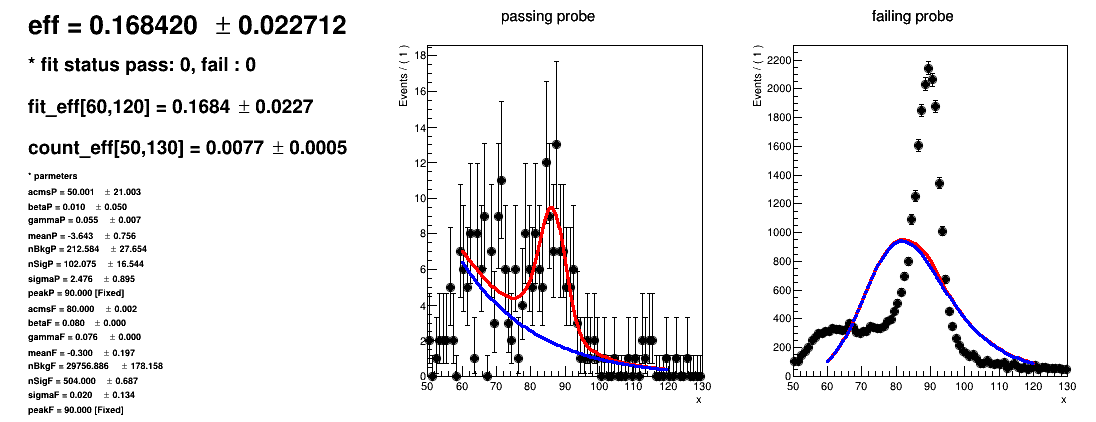 eff = 0.168420 ± 0.022712
* fit status pass: 0, fail : 0
fit_eff[60,120] = 0.1684 ± 0.0227
count_eff[50,130] = 0.0077 ± 0.0005
* parmeters
acmsP = 50.001 ± 21.003
betaP = 0.010 ± 0.050
gammaP = 0.055 ± 0.007
meanP = -3.643 ± 0.756
nBkgP = 212.584 ± 27.654
nSigP = 102.075 ± 16.544
sigmaP = 2.476 ± 0.895
peakP = 90.000 [Fixed]
acmsF = 80.000 ± 0.002
betaF = 0.080 ± 0.000
gammaF = 0.076 ± 0.000
meanF = -0.300 ± 0.197
nBkgF = 29756.886 ± 178.158
nSigF = 504.000 ± 0.687
sigmaF = 0.020 ± 0.134
peakF = 90.000 [Fixed]
passing probe
Events / ( 1 )
18
16
14
12
10
8
6
4
2
0
50 60 70 80 90 100 110 120 130
x
failing probe
Events / ( 1 )
2200
2000
1800
1600
1400
1200
1000
800
600
400
200
0
50 60 70 80 90 100 110 120 130
x